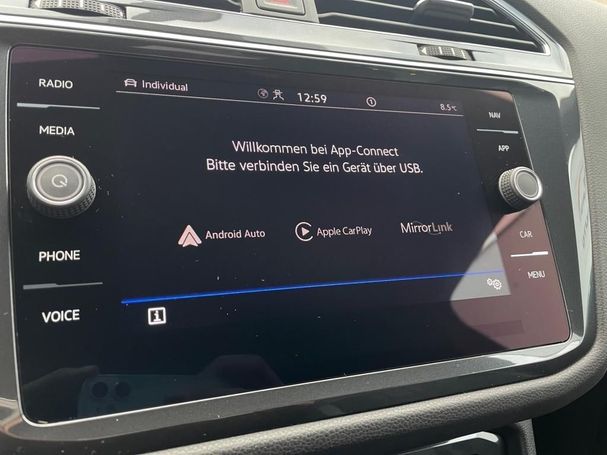 RADIO
MEDIA
PHONE
VOICE
Individual
12:59
8.5°C
Willkommen bei App-Connect
Bitte verbinden Sie ein Gerät über USB.
Android Auto
Apple CarPlay
MirrorLink
NAV
APP
CAR
MENU